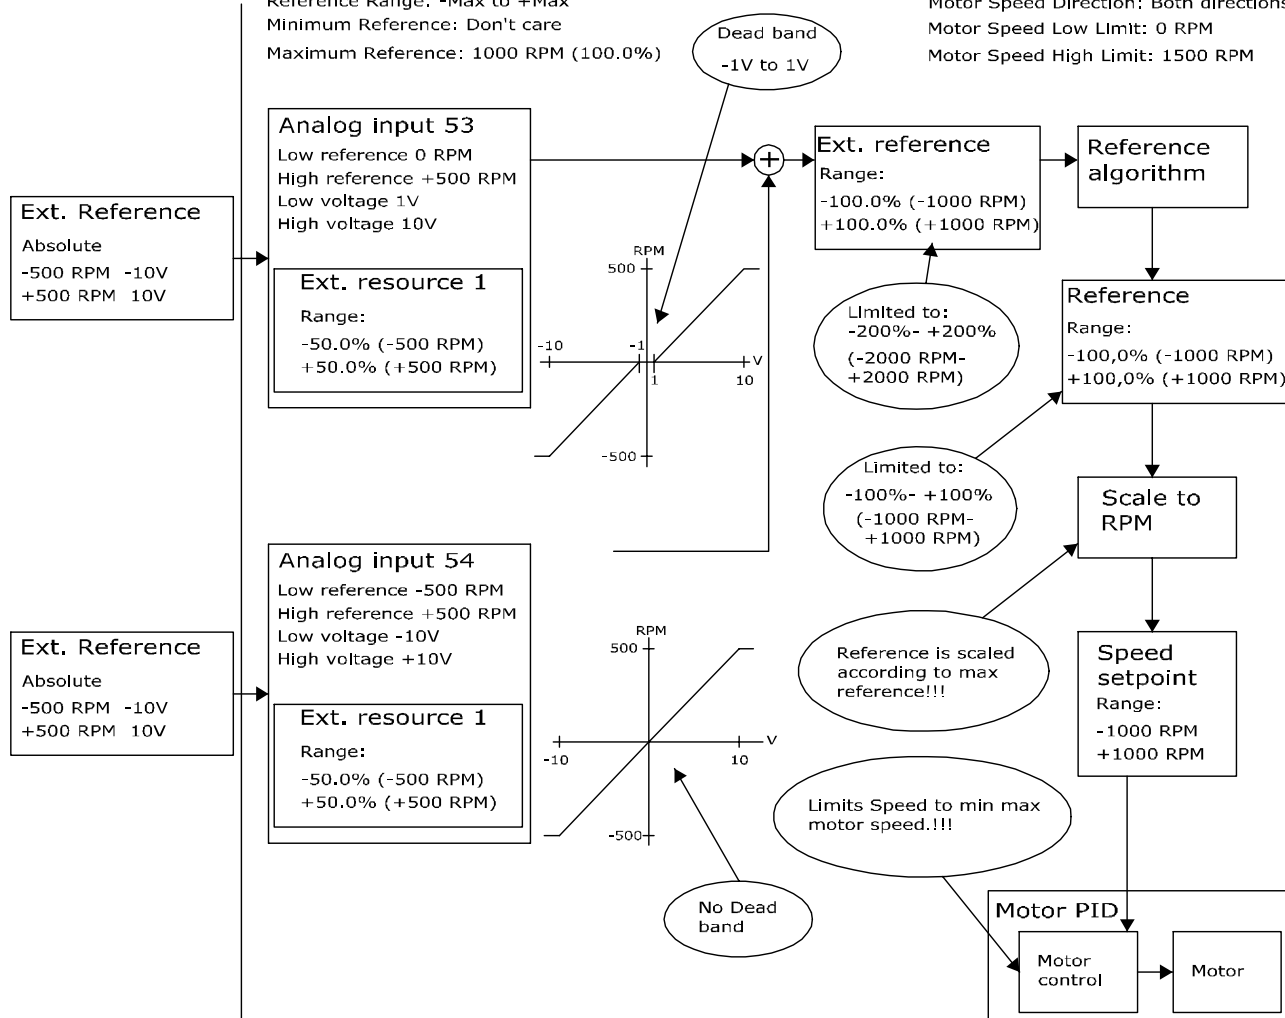 Reference Range: -Max to +Max
Minimum Reference: Don't care
Maximum Reference: 1000 RPM (100.0%)
Motor Speed Direction: Both directions
Motor Speed Low LImit: 0 RPM
Motor Speed High Limit: 1500 RPM
Dead band
-1V to 1V
Ext. Reference
Absolute
-500 RPM -10V
+500 RPM 10V
Analog input 53
Low reference 0 RPM
High reference +500 RPM
Low voltage 1V
High voltage 10V
Ext. resource 1
Range:
-50.0% (-500 RPM)
+50.0% (+500 RPM)
RPM
500
-10
-1
V
1
10
-500
+
Ext. reference
Range:
-100.0% (-1000 RPM)
+100.0% (+1000 RPM)
Reference
algorithm
LImited to:
-200%- +200%
(-2000 RPM-
+2000 RPM)
Reference
Range:
-100,0% (-1000 RPM)
+100,0% (+1000 RPM)
Limited to:
-100%- +100%
(-1000 RPM-
+1000 RPM)
Scale to
RPM
Ext. Reference
Absolute
-500 RPM -10V
+500 RPM 10V
Analog input 54
Low reference -500 RPM
High reference +500 RPM
Low voltage -10V
High voltage +10V
Ext. resource 1
Range:
-50.0% (-500 RPM)
+50.0% (+500 RPM)
RPM
500
V
-10
10
-500
No Dead
band
Reference is scaled
according to max
reference!!!
Speed
setpoint
Range:
-1000 RPM
+1000 RPM
Limits Speed to min max
motor speed.!!!
Motor PID
Motor
control
Motor